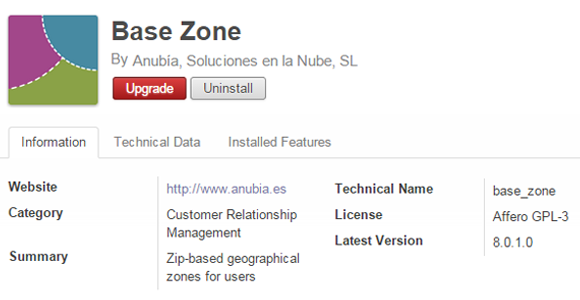 Base Zone
By Anubía, Soluciones en la Nube, SL
Upgrade Uninstall
Information Technical Data Installed Features
Website http://www.anubia.es
Category Customer Relationship
Management
Summary Zip-based geographical
zones for users
Technical Name base_zone
License Affero GPL-3
Latest Version 8.0.1.0